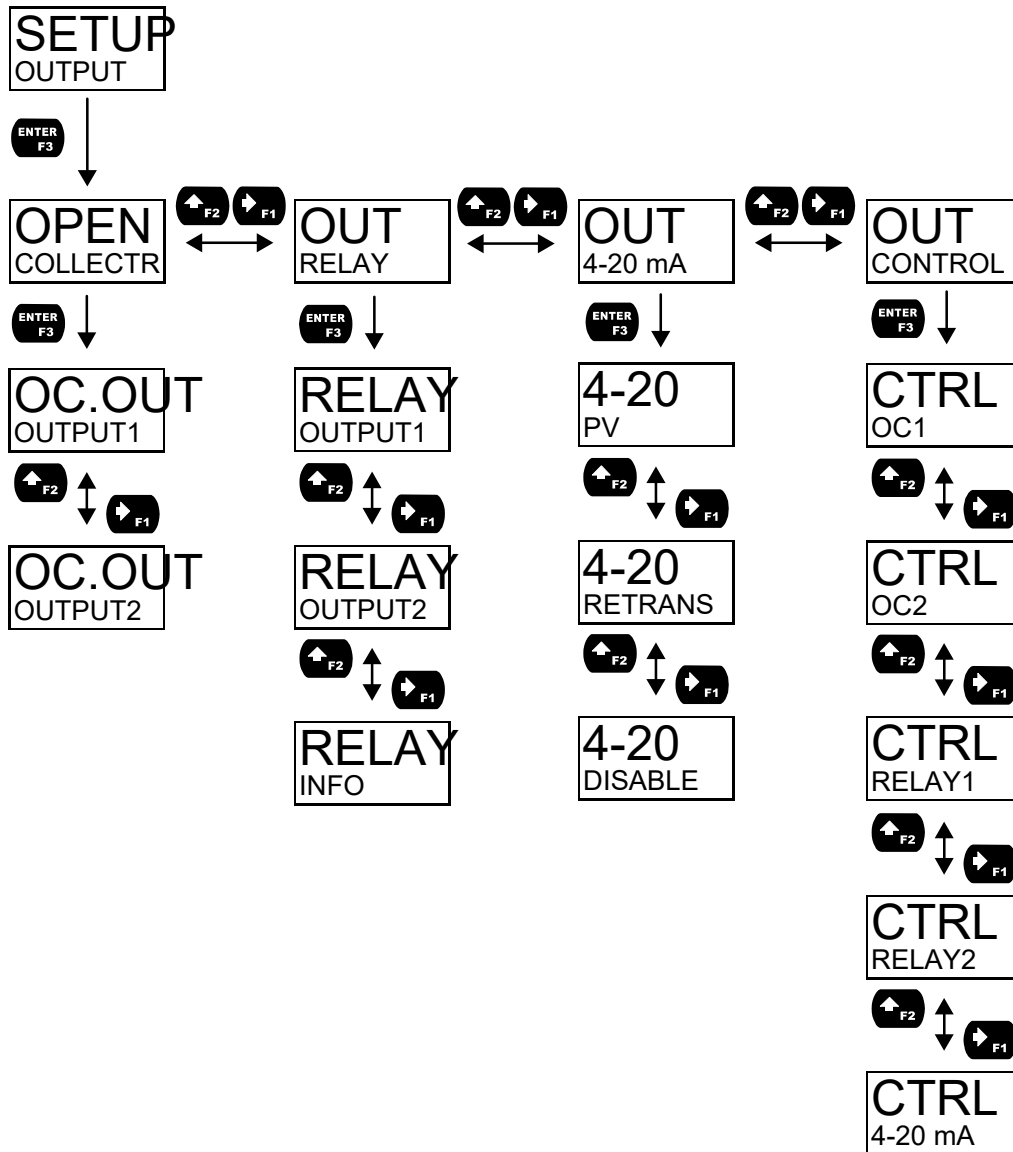 SETUP
OUTPUT
ENTER
F3
OPEN
COLLECTR
F2 F1
OUT
RELAY
F2 F1
OUT
4-20 mA
F2 F1
OUT
CONTROL
ENTER
F3
ENTER
F3
ENTER
F3
ENTER
F3
OC.OUT
OUTPUT1
RELAY
OUTPUT1
4-20
PV
CTRL
OC1
F2
F1
F2
F1
F2
F1
F2
F1
OC.OUT
OUTPUT2
RELAY
OUTPUT2
4-20
RETRANS
CTRL
OC2
F2
F1
F2
F1
F2
F1
RELAY
INFO
4-20
DISABLE
CTRL
RELAY1
F2
F1
CTRL
RELAY2
F2
F1
CTRL
4-20 mA